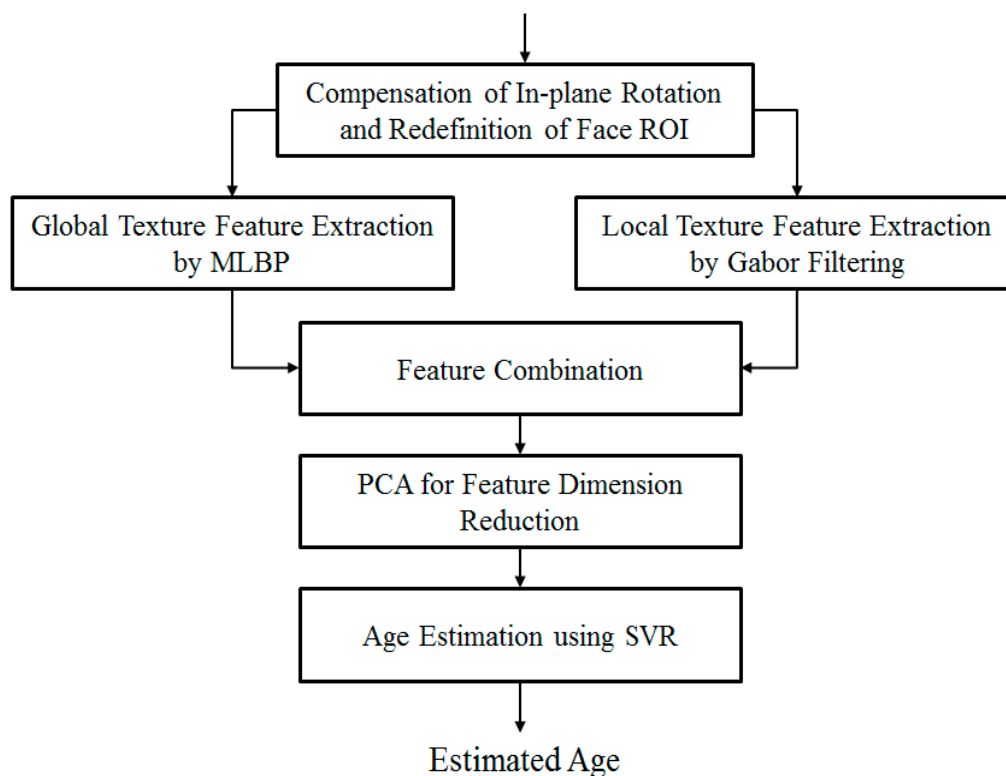 Compensation of In-plane Rotation
and Redefinition of Face ROI
Global Texture Feature Extraction
by MLBP
Local Texture Feature Extraction
by Gabor Filtering
Feature Combination
PCA for Feature Dimension
Reduction
Age Estimation using SVR
Estimated Age